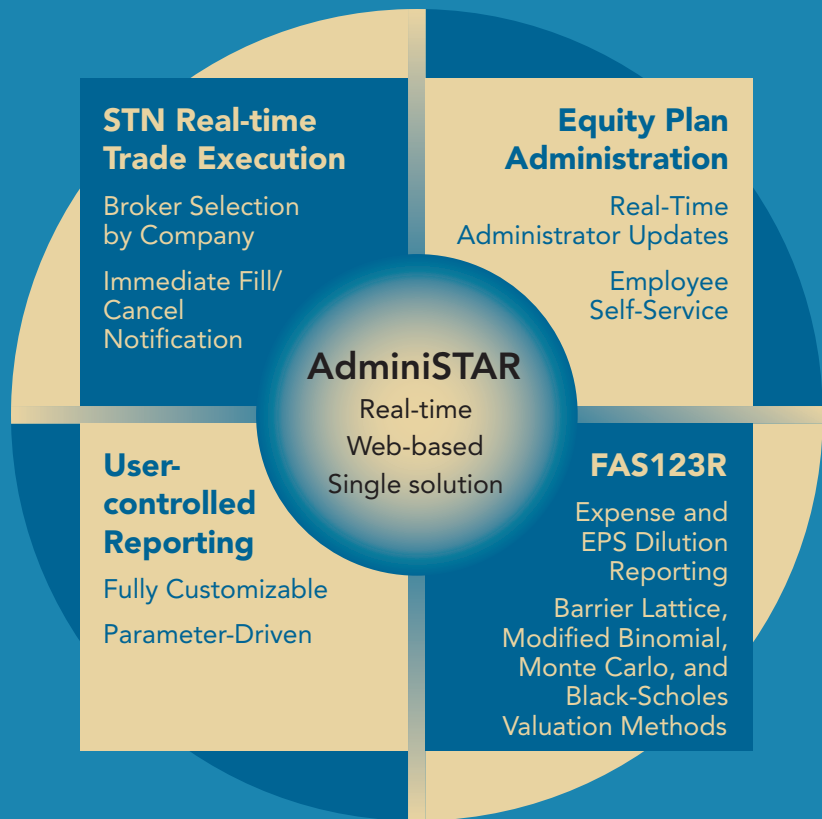 STN Real-time
Trade Execution
Broker Selection
by Company
Immediate Fill/
Cancel
Notification
Equity Plan
Administration
Real-Time
Administrator Updates
Employee
Self-Service
AdminiSTAR
Real-time
Web-based
Single solution
User-
controlled
Reporting
Fully Customizable
Parameter-Driven
FAS123R
Expense and
EPS Dilution
Reporting
Barrier Lattice,
Modified Binomial,
Monte Carlo, and
Black-Scholes
Valuation Methods